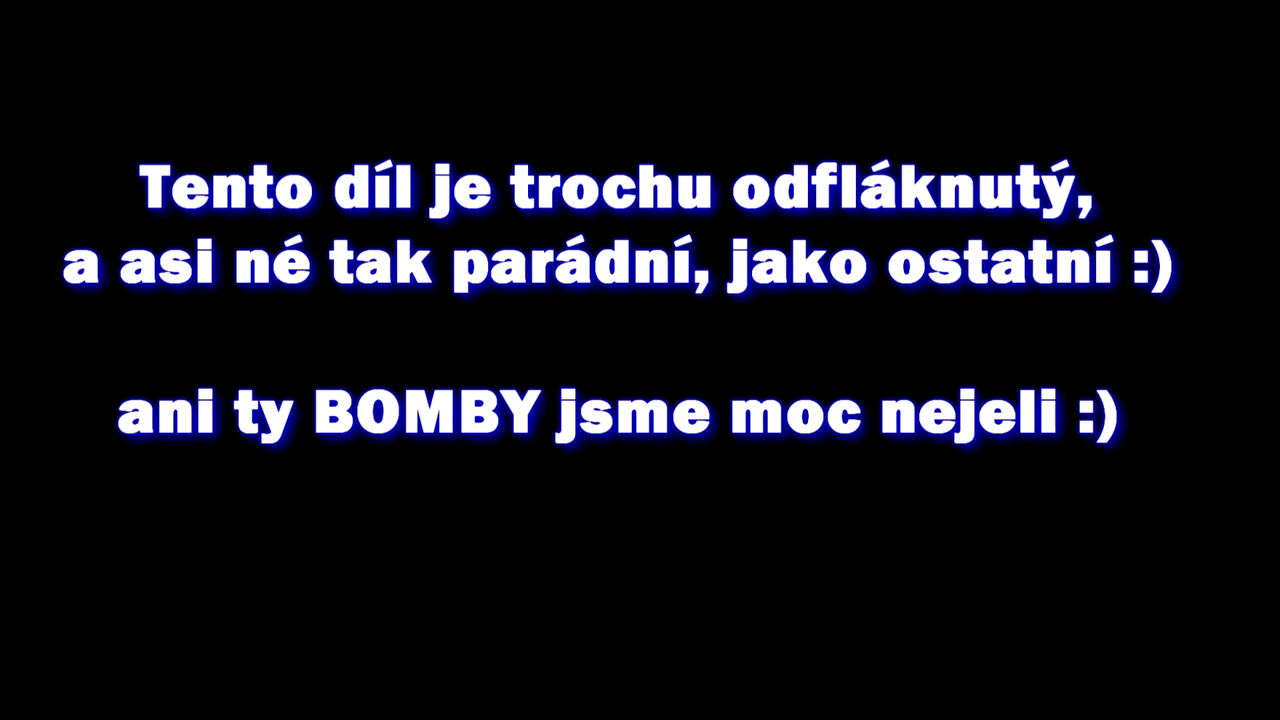 Tento díl je trochu odfláknutý,
a asi né tak parádní, jako ostatní :)
ani ty BOMBY jsme moc nejeli :)